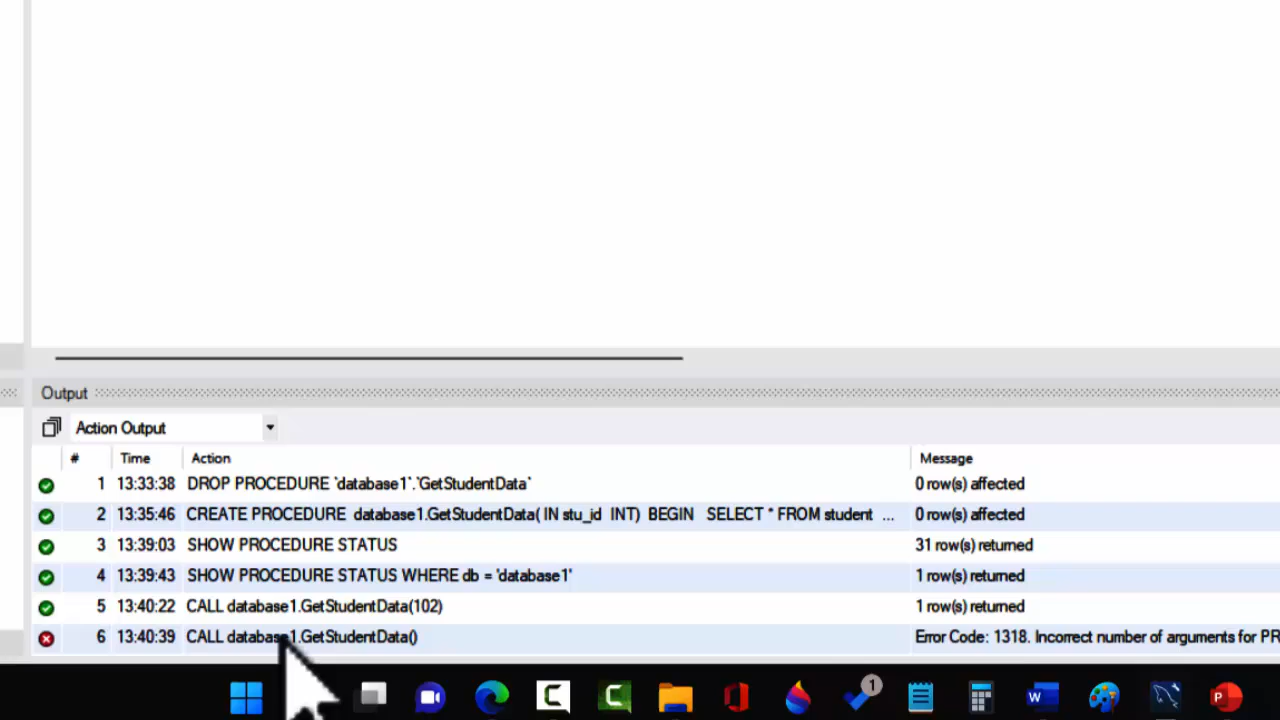 Output
Action Output
# Time Action Message
1 13:33:38 DROP PROCEDURE `database1`.`GetStudentData` 0 row(s) affected
2 13:35:46 CREATE PROCEDURE database1.GetStudentData( IN stu_id INT) BEGIN SELECT * FROM student ... 0 row(s) affected
3 13:39:03 SHOW PROCEDURE STATUS 31 row(s) returned
4 13:39:43 SHOW PROCEDURE STATUS WHERE db = 'database1' 1 row(s) returned
5 13:40:22 CALL database1.GetStudentData(102) 1 row(s) returned
6 13:40:39 CALL database1.GetStudentData() Error Code: 1318. Incorrect number of arguments for PR
1